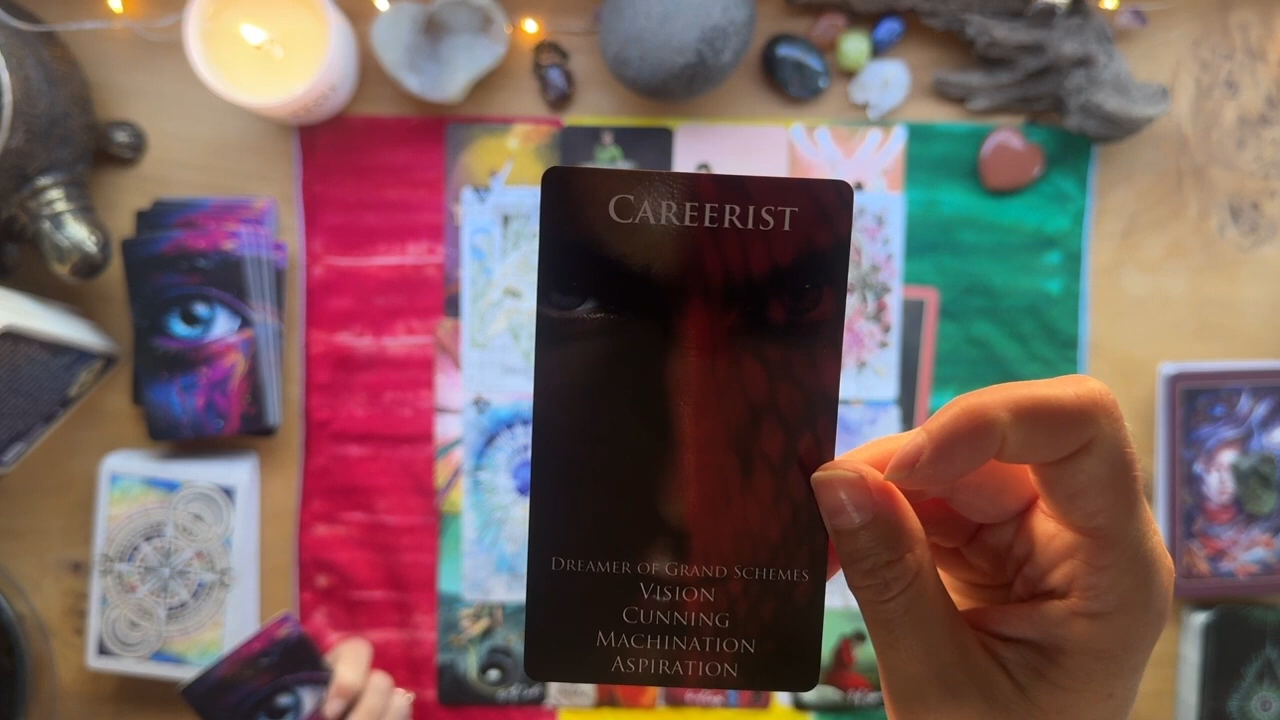 CAREERIST
DREAMER OF GRAND SCHEMES
VISION
CUNNING
MACHINATION
ASPIRATION